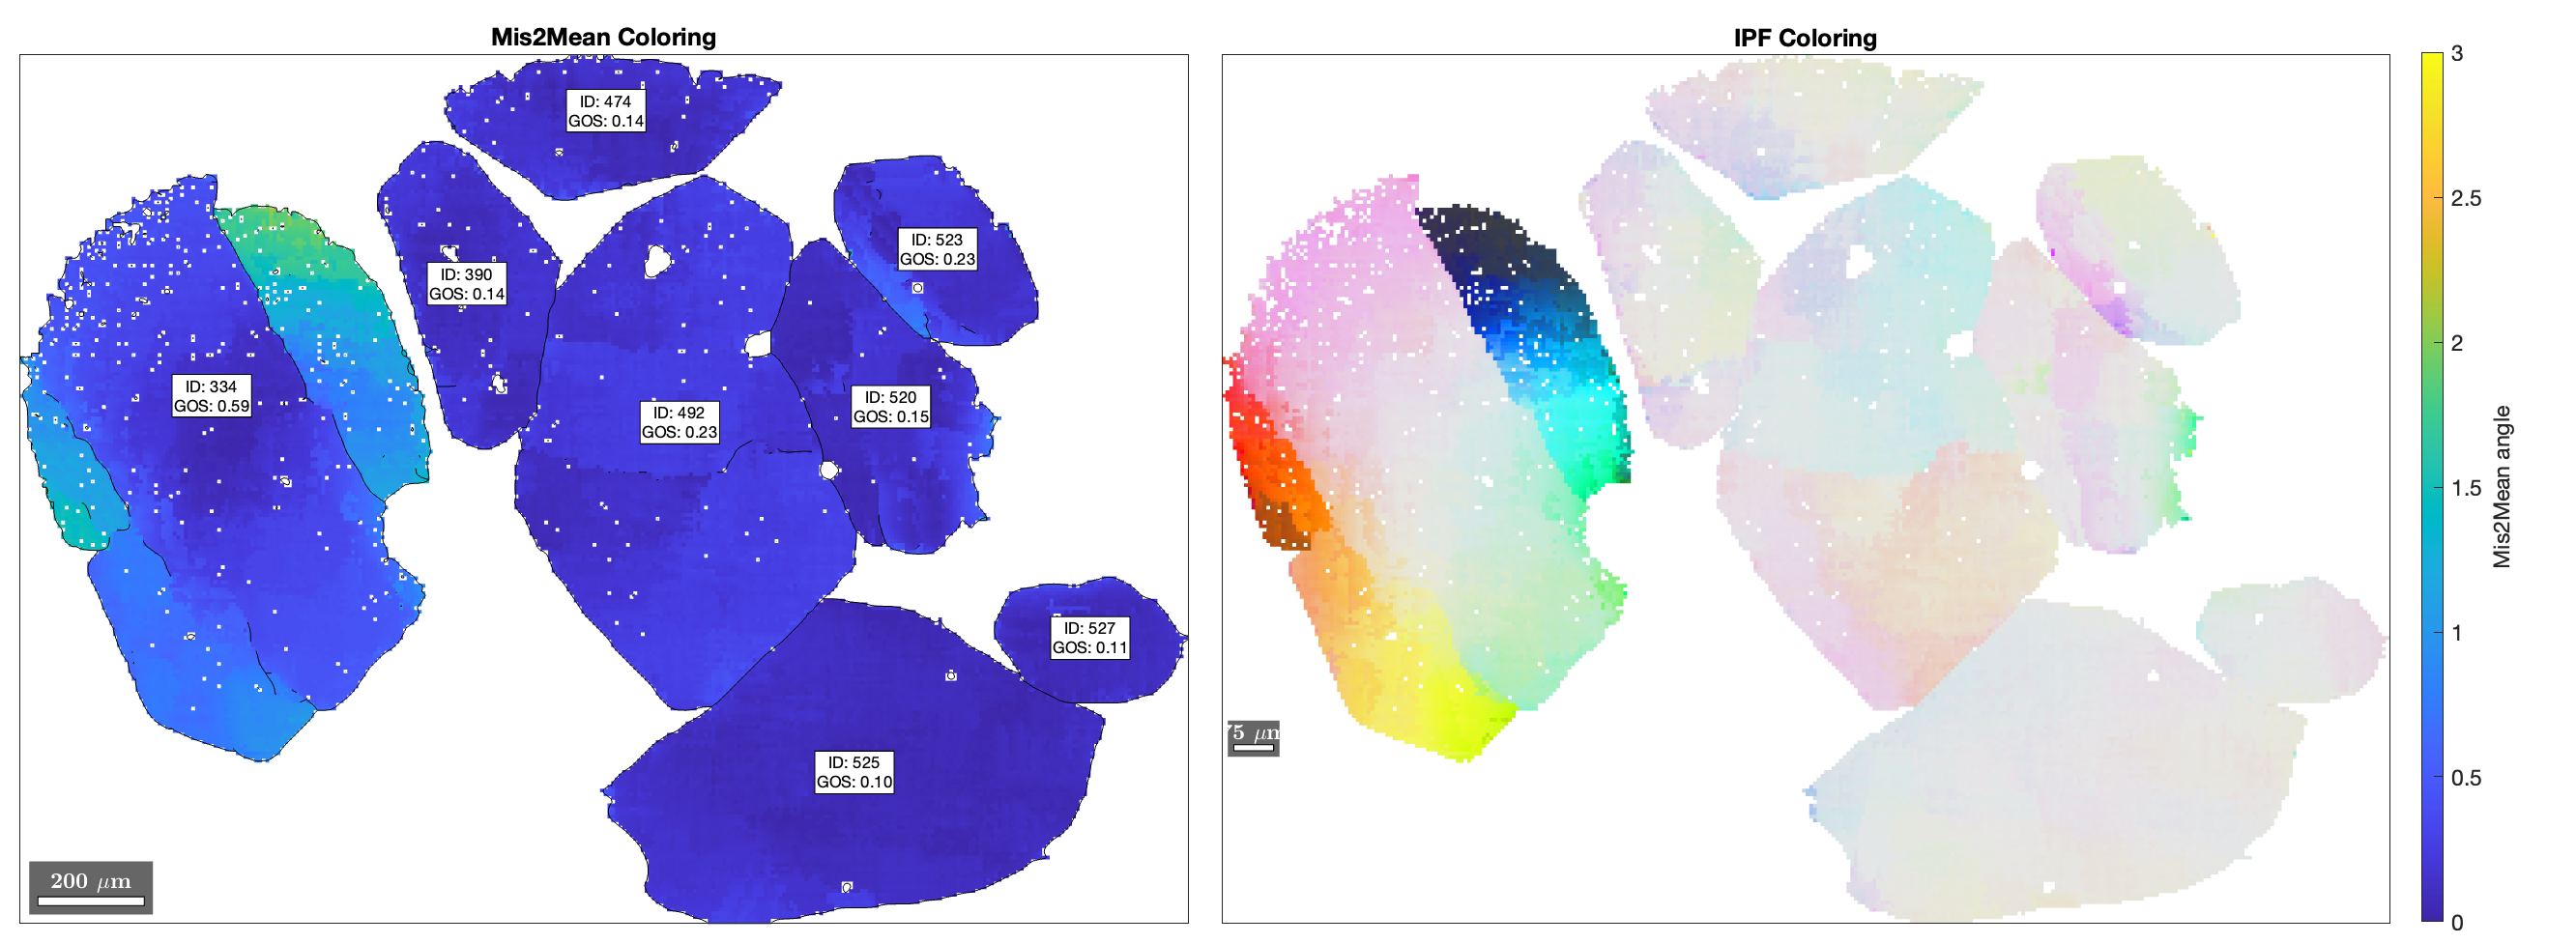 Mis2Mean Coloring
ID: 474
GOS: 0.14
ID: 523
GOS: 0.23
ID: 390
GOS: 0.14
ID: 334
GOS: 0.59
ID: 492
GOS: 0.23
ID: 520
GOS: 0.15
ID: 527
GOS: 0.11
ID: 525
GOS: 0.10
200 μm
IPF Coloring
75 μm
3
2.5
2
1.5
1
0.5
0
Mis2Mean angle